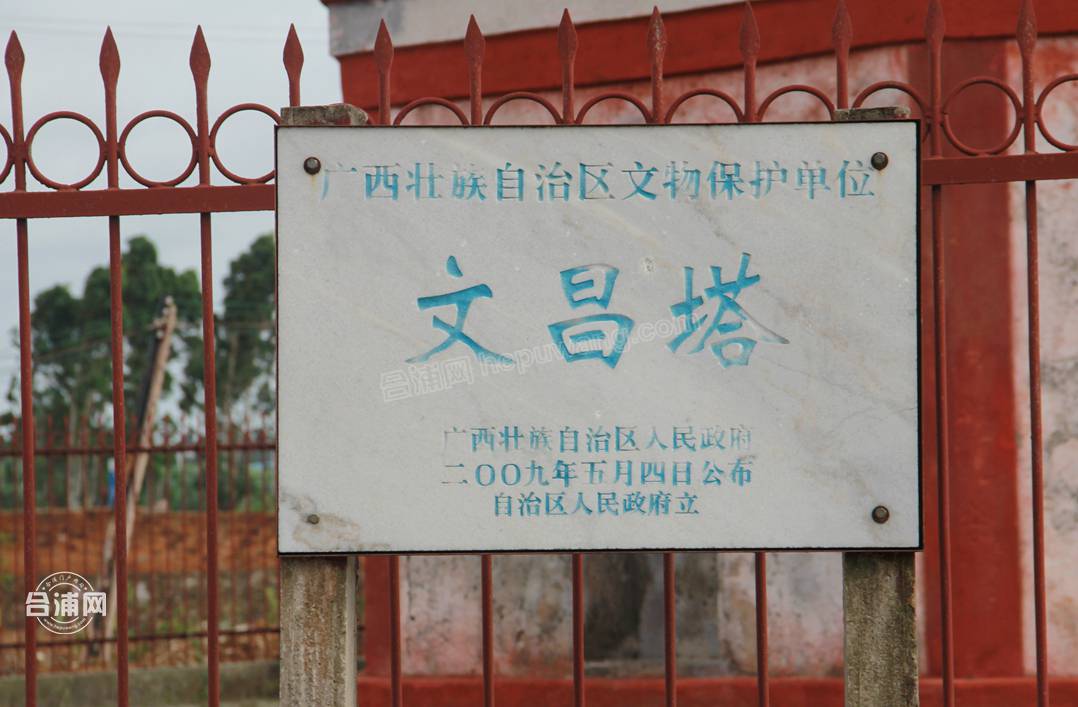 广西壮族自治区文物保护单位
文昌塔
合浦网 hepuwang.com
广西壮族自治区人民政府
二〇〇九年五月四日公布
自治区人民政府立
合浦网